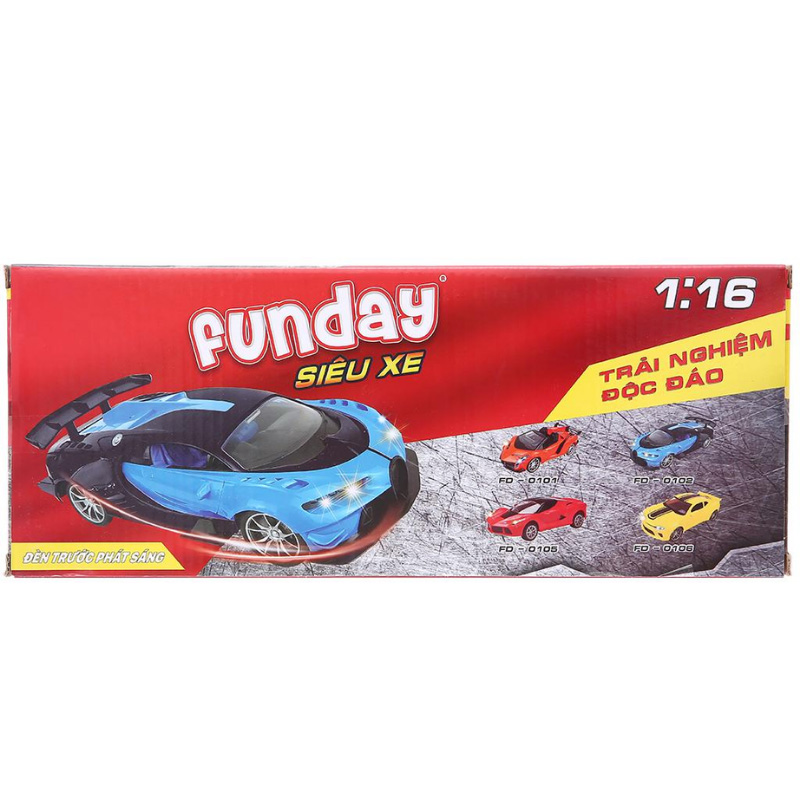 funday®
SIÊU XE
1:16
TRẢI NGHIỆM
ĐỘC ĐÁO
FD - 0101
FD - 0102
FD - 0105
FD - 0106
ĐÈN TRƯỚC PHÁT SÁNG